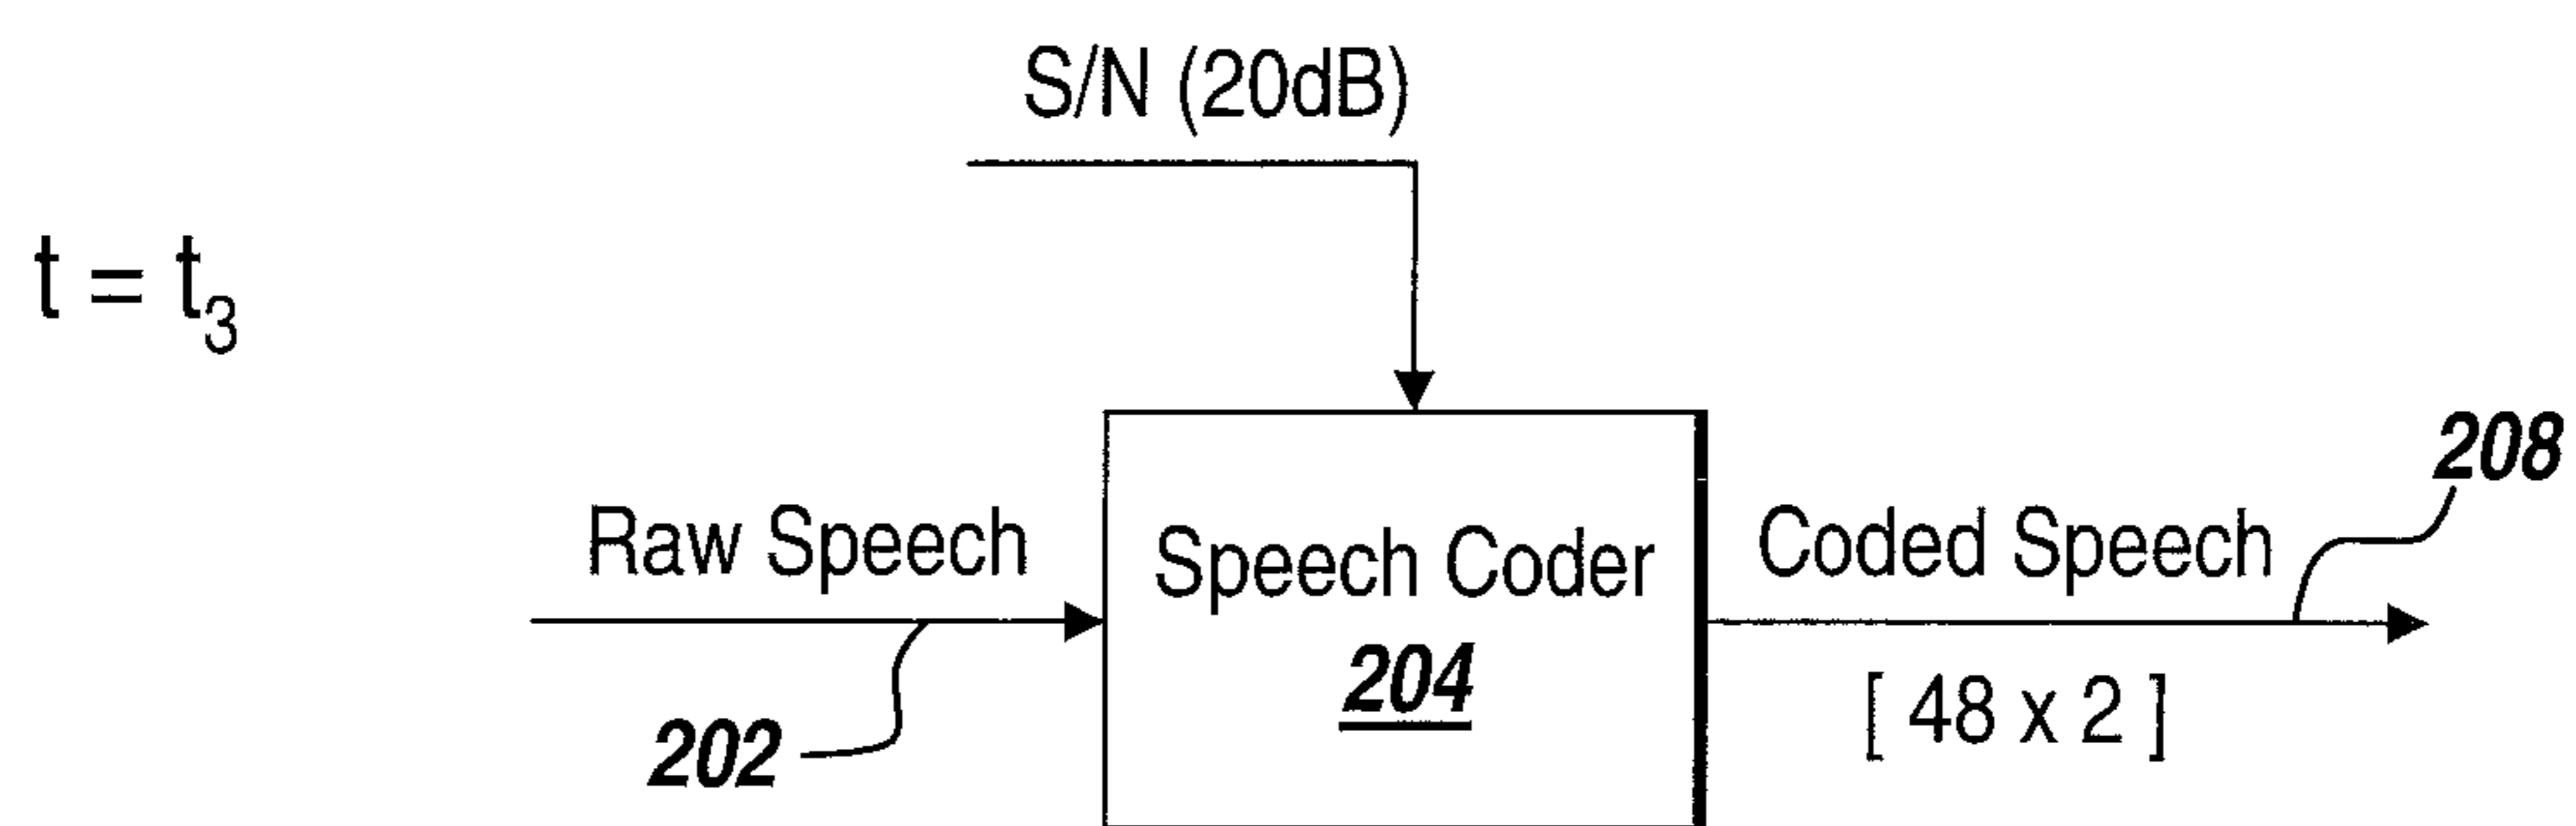 S/N (20dB)
t = t₃
208
Raw Speech
Speech Coder
Coded Speech
204
202
[ 48 x 2 ]